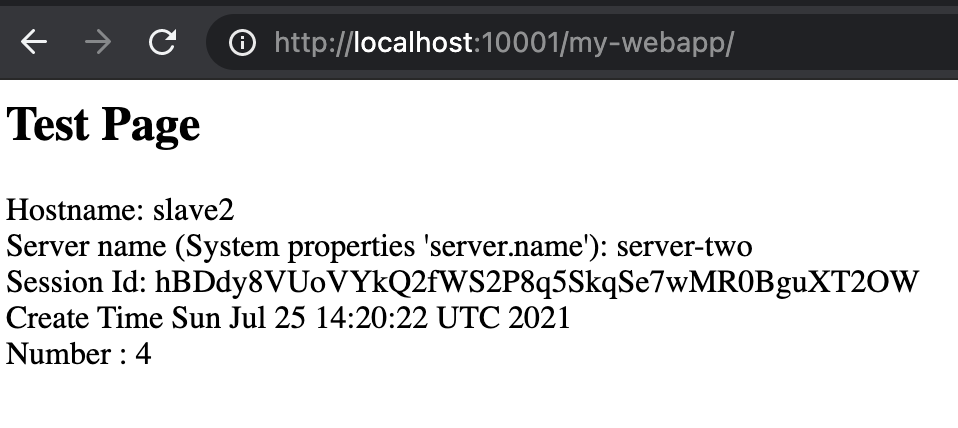 http://localhost:10001/my-webapp/
Test Page
Hostname: slave2
Server name (System properties 'server.name'): server-two
Session Id: hBDdy8VUoVYkQ2fWS2P8q5SkqSe7wMR0BguXT2OW
Create Time Sun Jul 25 14:20:22 UTC 2021
Number : 4